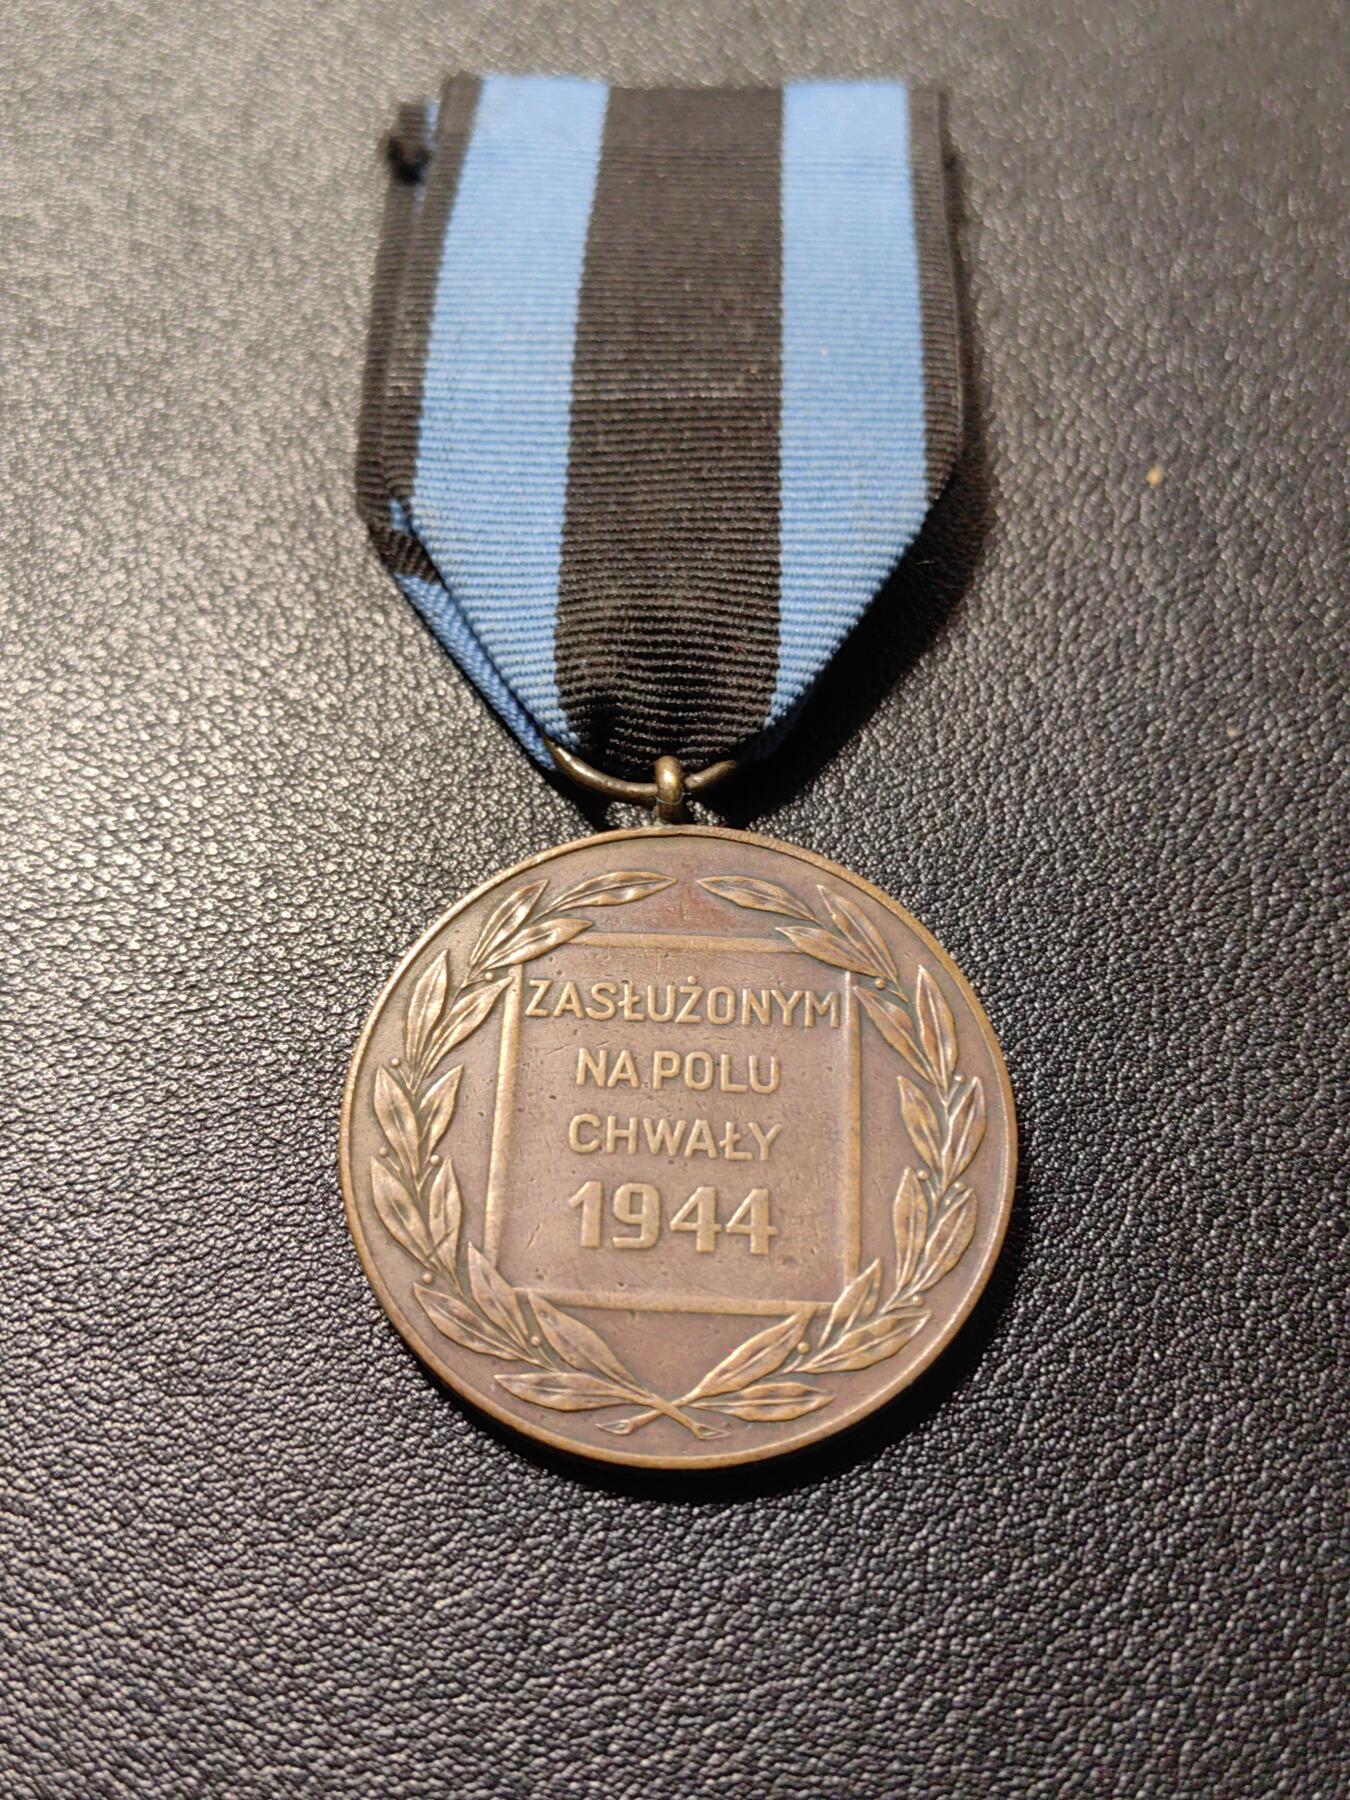 ZASŁUŻONYM
NA POLU
CHWAŁY
1944